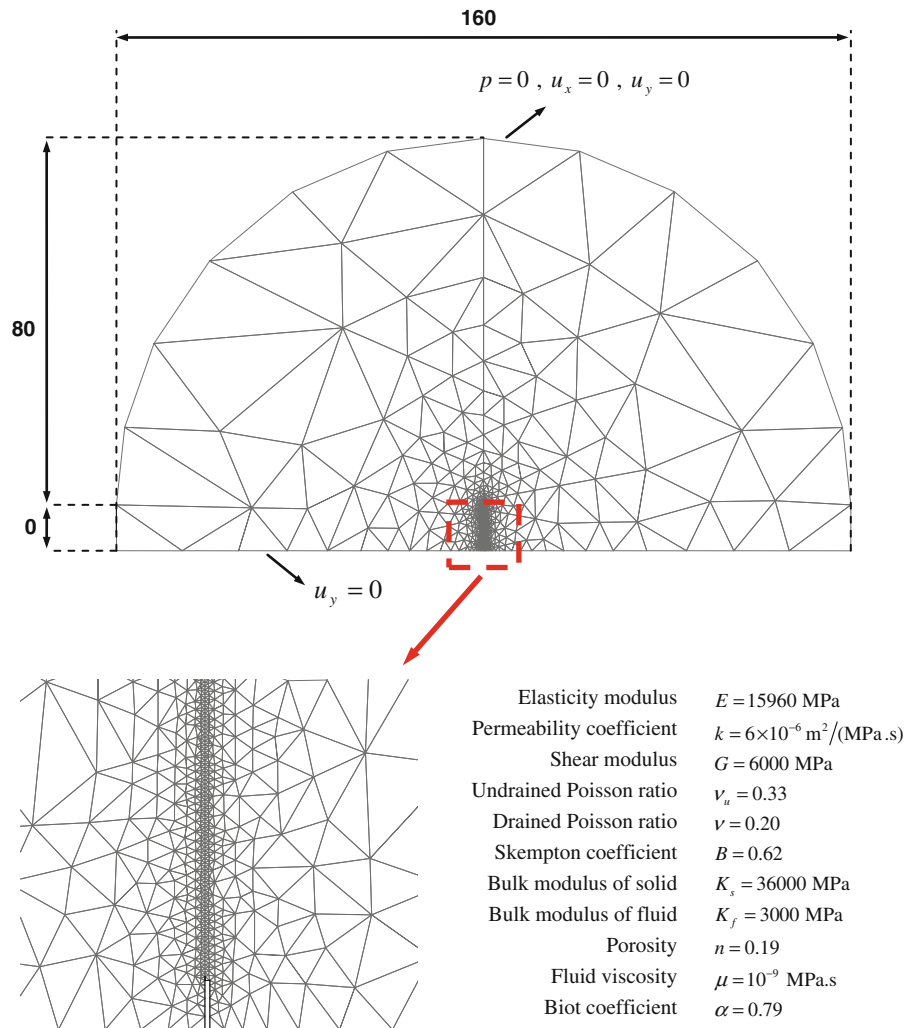 160
p = 0 , uₓ = 0 , u_y = 0
80
0
u_y = 0
Elasticity modulus E = 15960 MPa
Permeability coefficient k = 6×10⁻⁶ m²/(MPa.s)
Shear modulus G = 6000 MPa
Undrained Poisson ratio ν_u = 0.33
Drained Poisson ratio ν = 0.20
Skempton coefficient B = 0.62
Bulk modulus of solid K_s = 36000 MPa
Bulk modulus of fluid K_f = 3000 MPa
Porosity n = 0.19
Fluid viscosity μ = 10⁻⁹ MPa.s
Biot coefficient α = 0.79